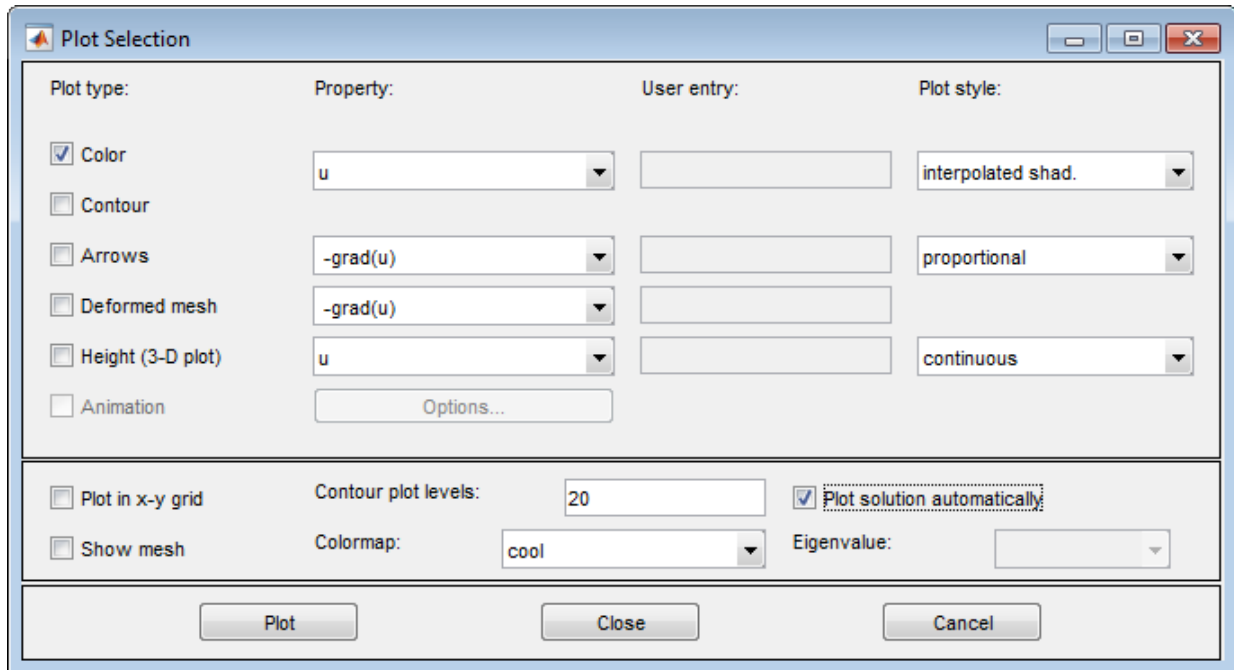 Plot Selection
Plot type: Property: User entry: Plot style:
Color
u interpolated shad.
Contour
Arrows -grad(u) proportional
Deformed mesh -grad(u)
Height (3-D plot) u continuous
Animation Options...
Plot in x-y grid Contour plot levels: 20 Plot solution automatically
Show mesh Colormap: cool Eigenvalue:
Plot Close Cancel